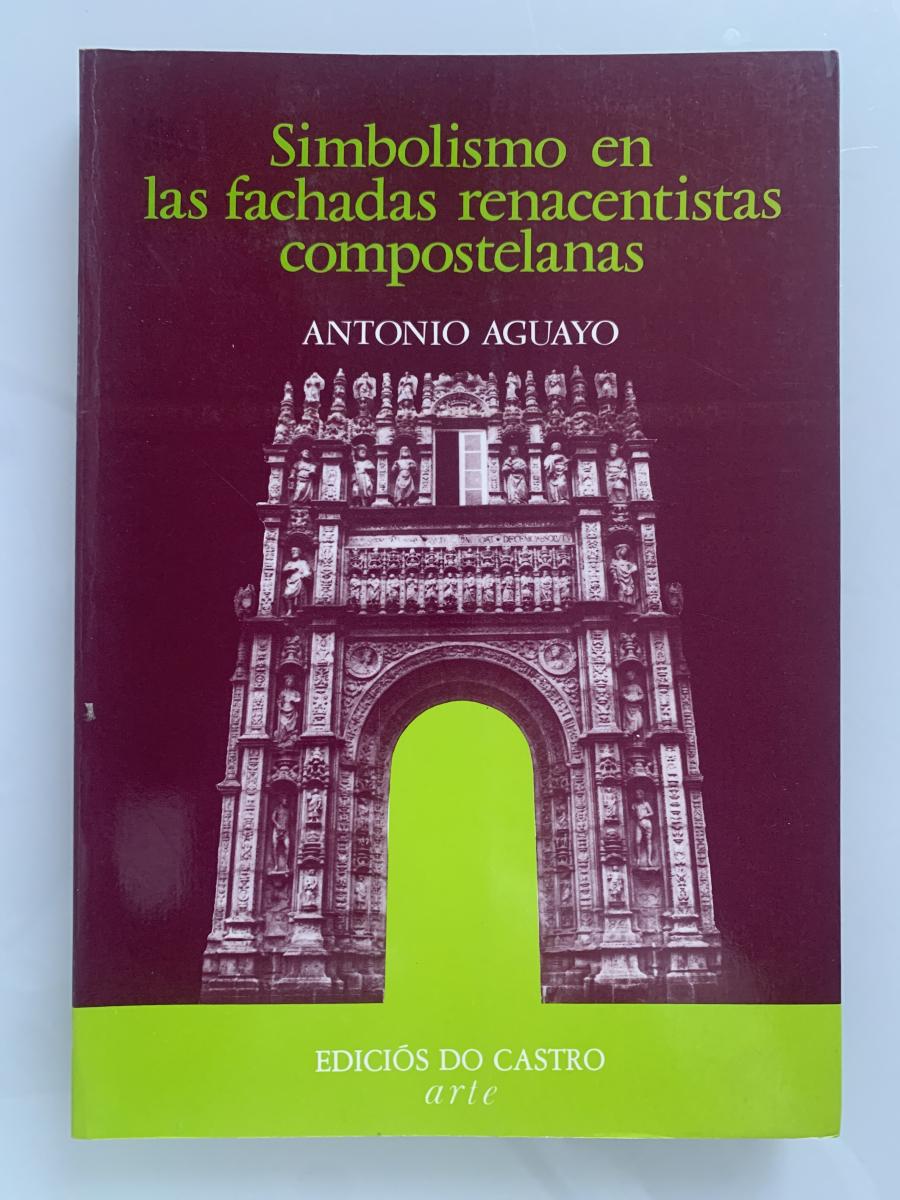 Simbolismo en
las fachadas renacentistas
compostelanas
ANTONIO AGUAYO
EDICIÓS DO CASTRO
arte